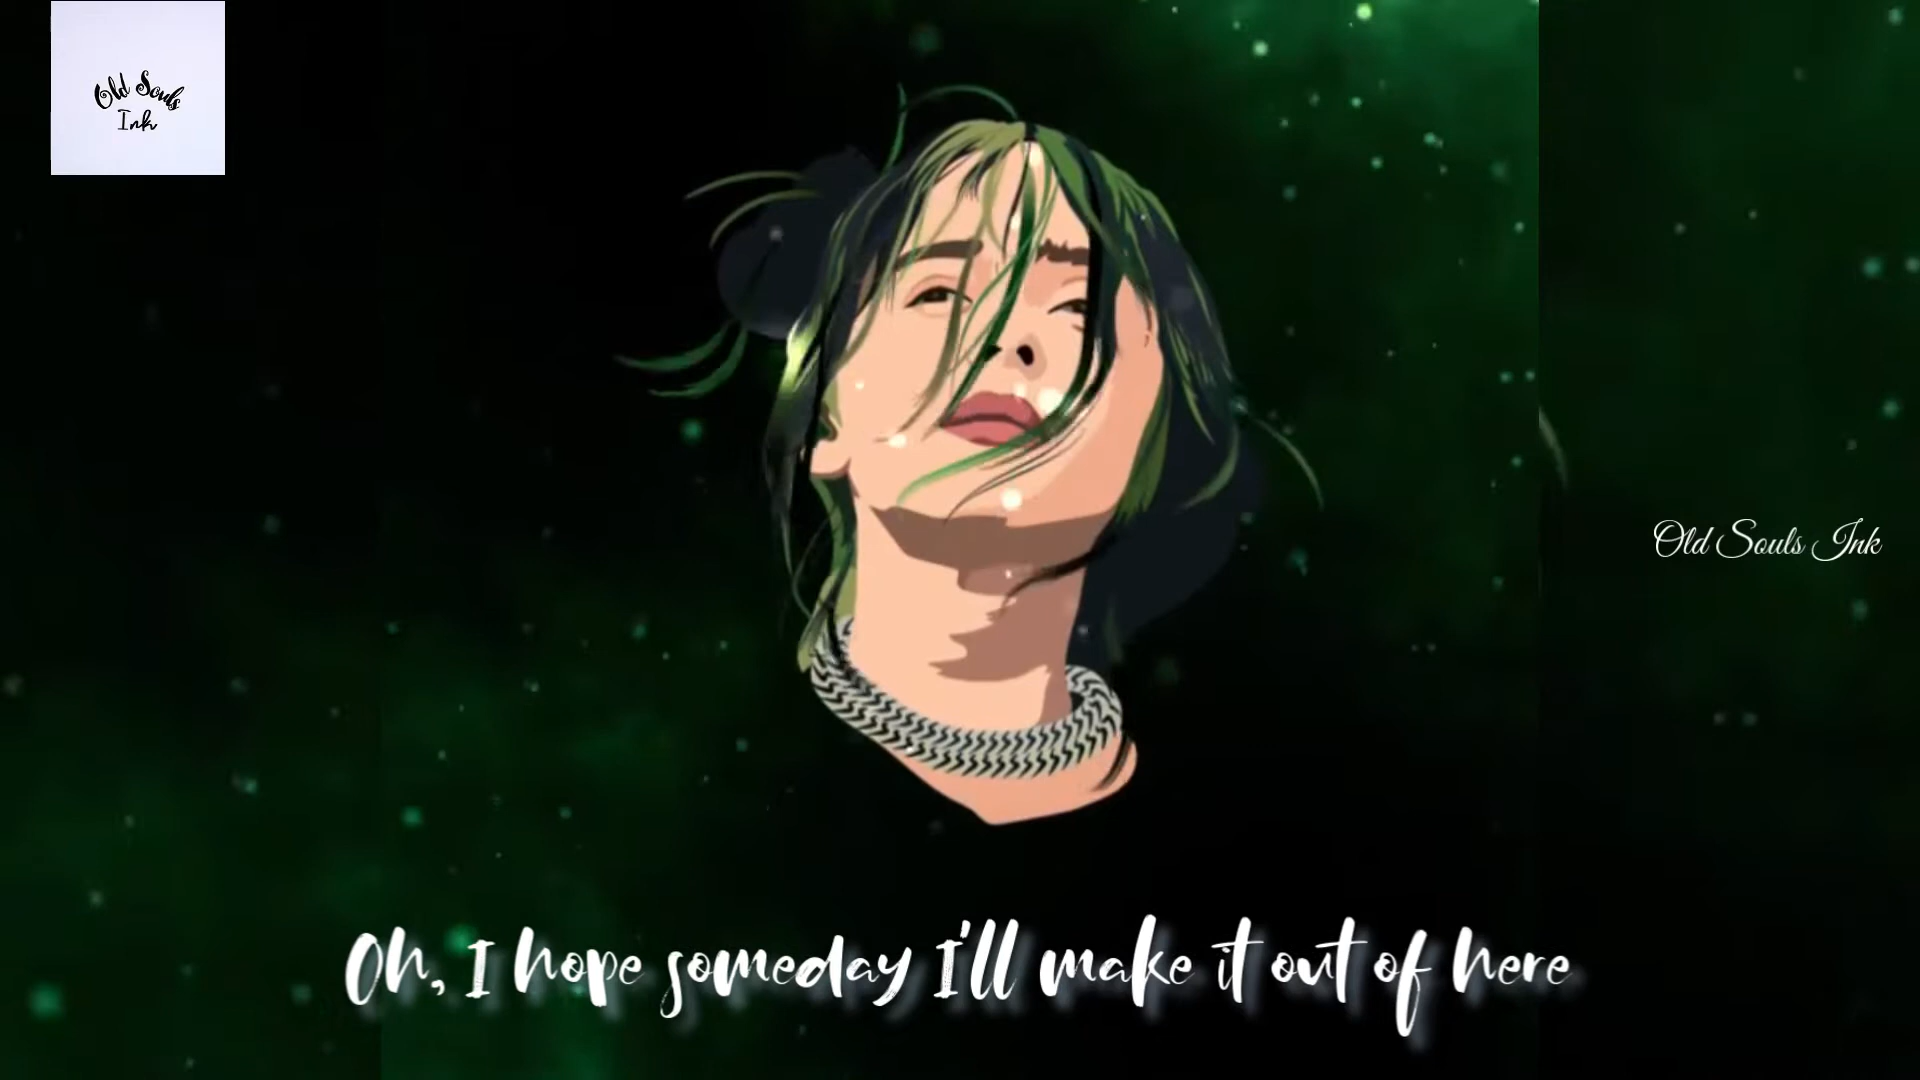 Old Souls
Ink
Old Souls Ink
Oh, I hope someday I'll make it out of here